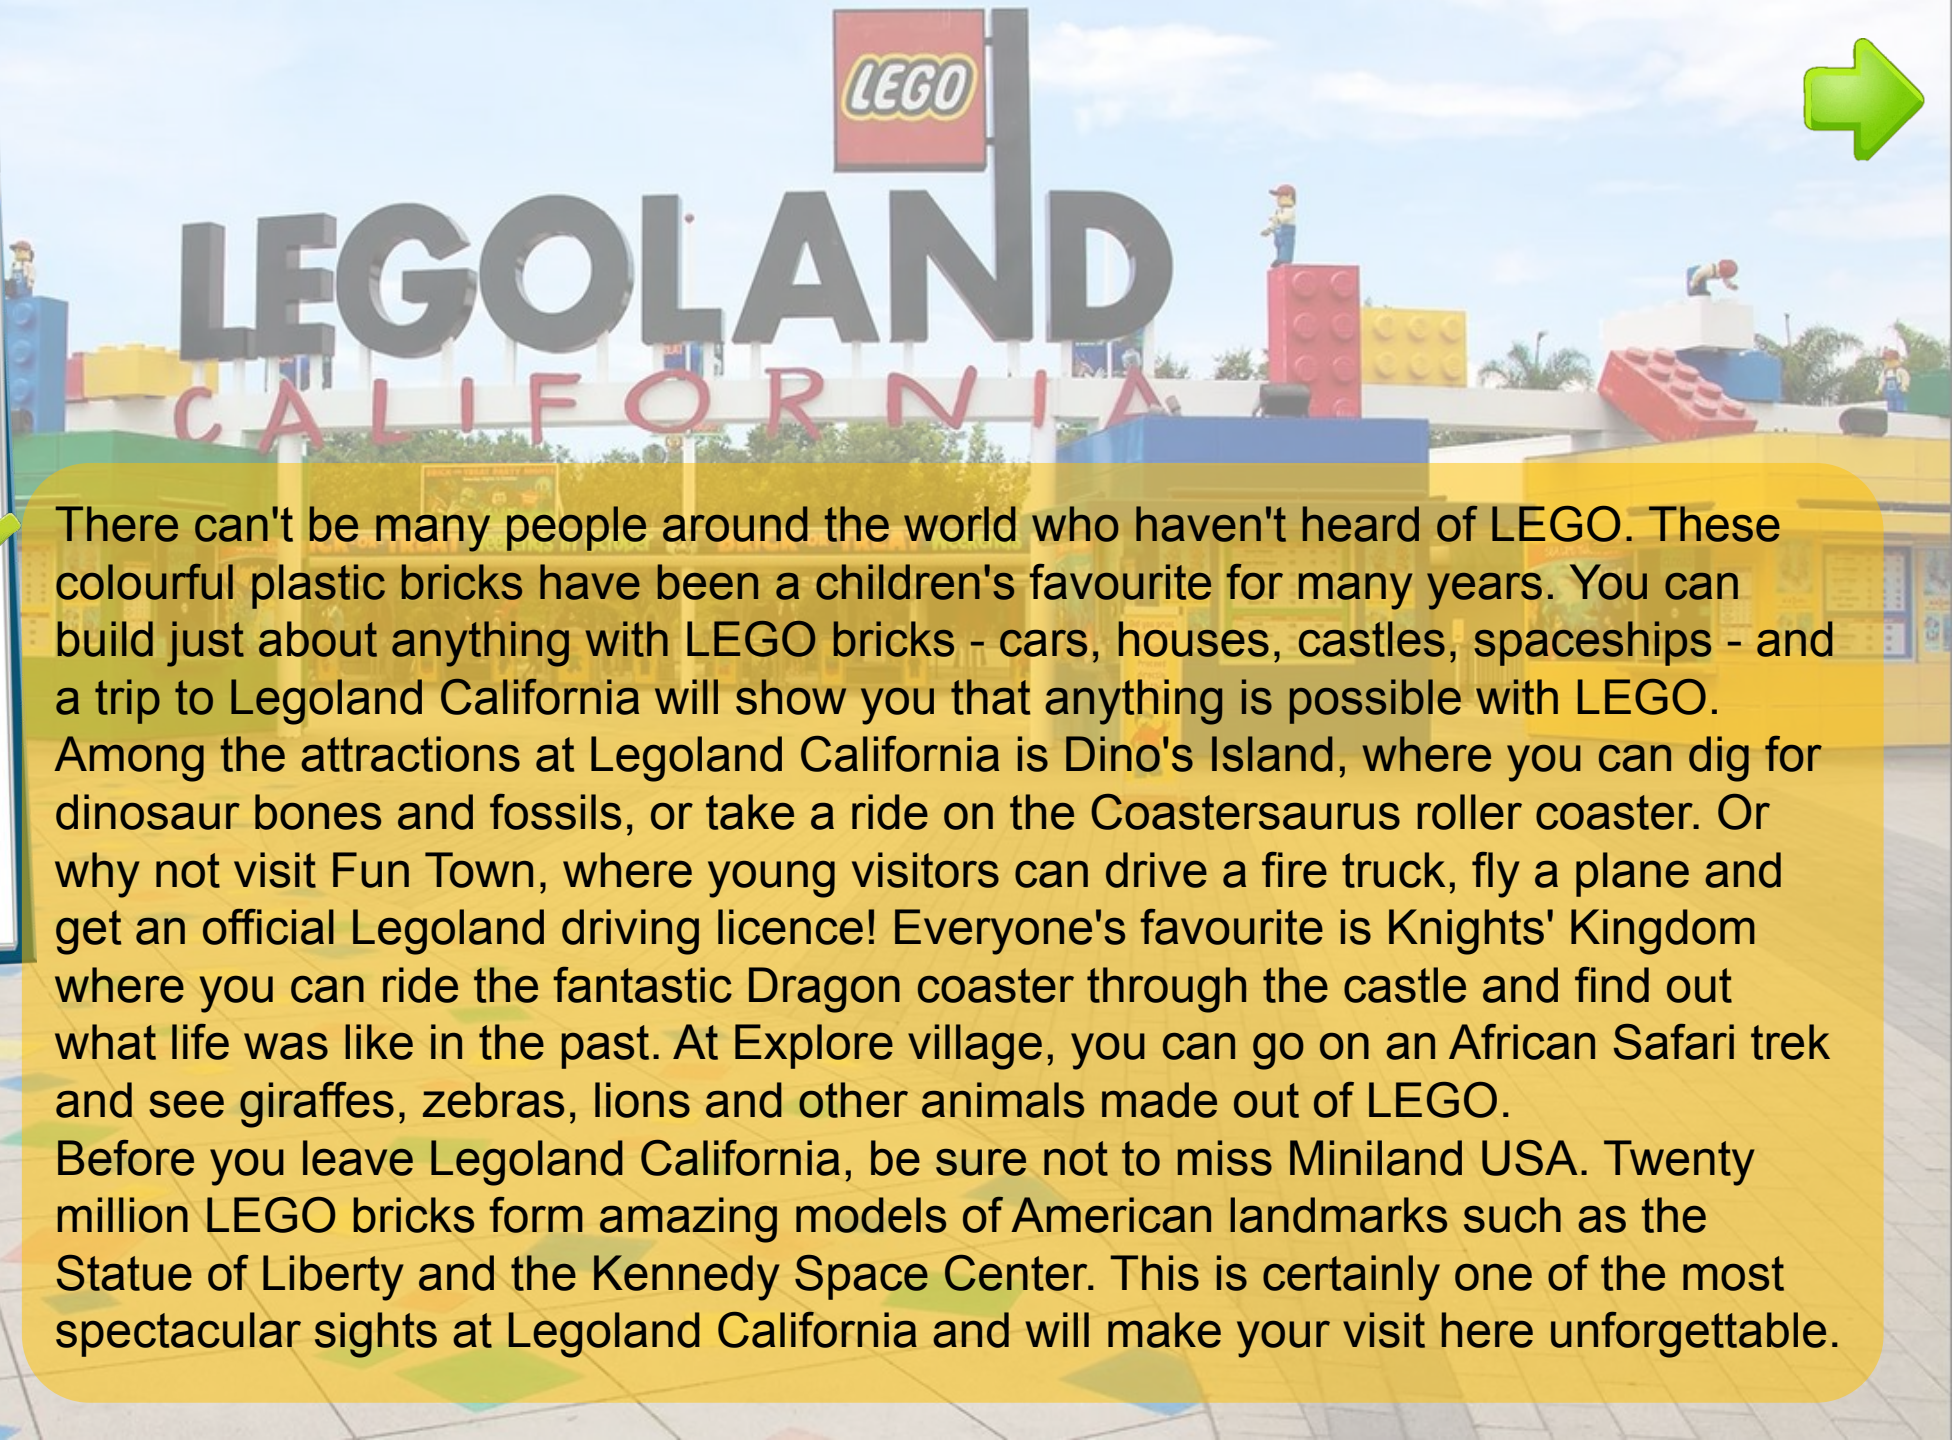 LEGO
LEGOLAND
CALIFORNIA
There can't be many people around the world who haven't heard of LEGO. These
colourful plastic bricks have been a children's favourite for many years. You can
build just about anything with LEGO bricks - cars, houses, castles, spaceships - and
a trip to Legoland California will show you that anything is possible with LEGO.
Among the attractions at Legoland California is Dino's Island, where you can dig for
dinosaur bones and fossils, or take a ride on the Coastersaurus roller coaster. Or
why not visit Fun Town, where young visitors can drive a fire truck, fly a plane and
get an official Legoland driving licence! Everyone's favourite is Knights' Kingdom
where you can ride the fantastic Dragon coaster through the castle and find out
what life was like in the past. At Explore village, you can go on an African Safari trek
and see giraffes, zebras, lions and other animals made out of LEGO.
Before you leave Legoland California, be sure not to miss Miniland USA. Twenty
million LEGO bricks form amazing models of American landmarks such as the
Statue of Liberty and the Kennedy Space Center. This is certainly one of the most
spectacular sights at Legoland California and will make your visit here unforgettable.